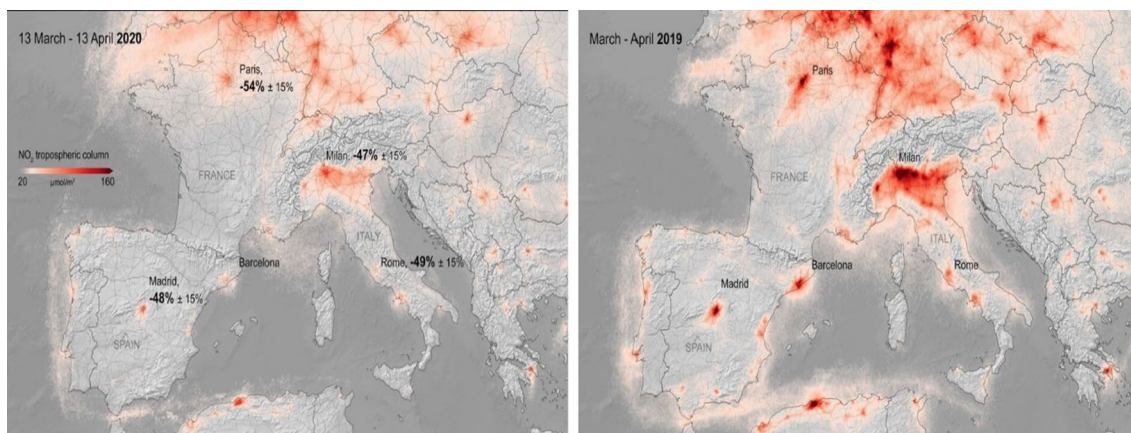 13 March - 13 April 2020
Paris,
-54% ± 15%
NO₂ tropospheric column
20 µmol/m² 160
FRANCE
Milan, -47% ± 15%
ITALY
Barcelona
Rome, -49% ± 15%
Madrid,
-48% ± 15%
SPAIN
March - April 2019
Paris
Milan
FRANCE
ITALY
Barcelona
Rome
Madrid
SPAIN